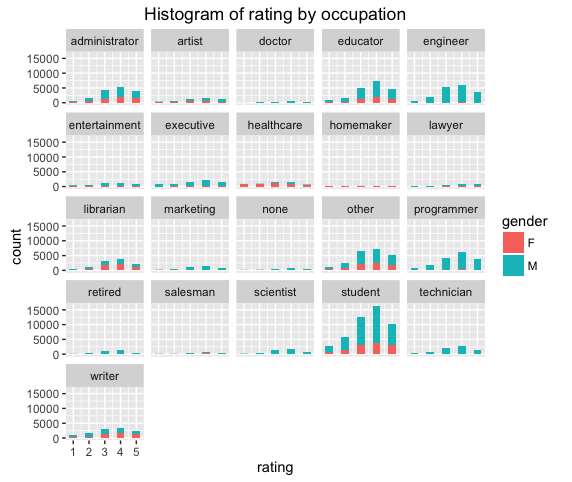 Histogram of rating by occupation
administrator artist doctor educator engineer
15000
10000
5000
0
entertainment executive healthcare homemaker lawyer
15000
10000
5000
0
librarian marketing none other programmer
15000
10000
5000
0
retired salesman scientist student technician
15000
10000
5000
0
writer
15000
10000
5000
0
1 2 3 4 5
rating
count
gender
F
M